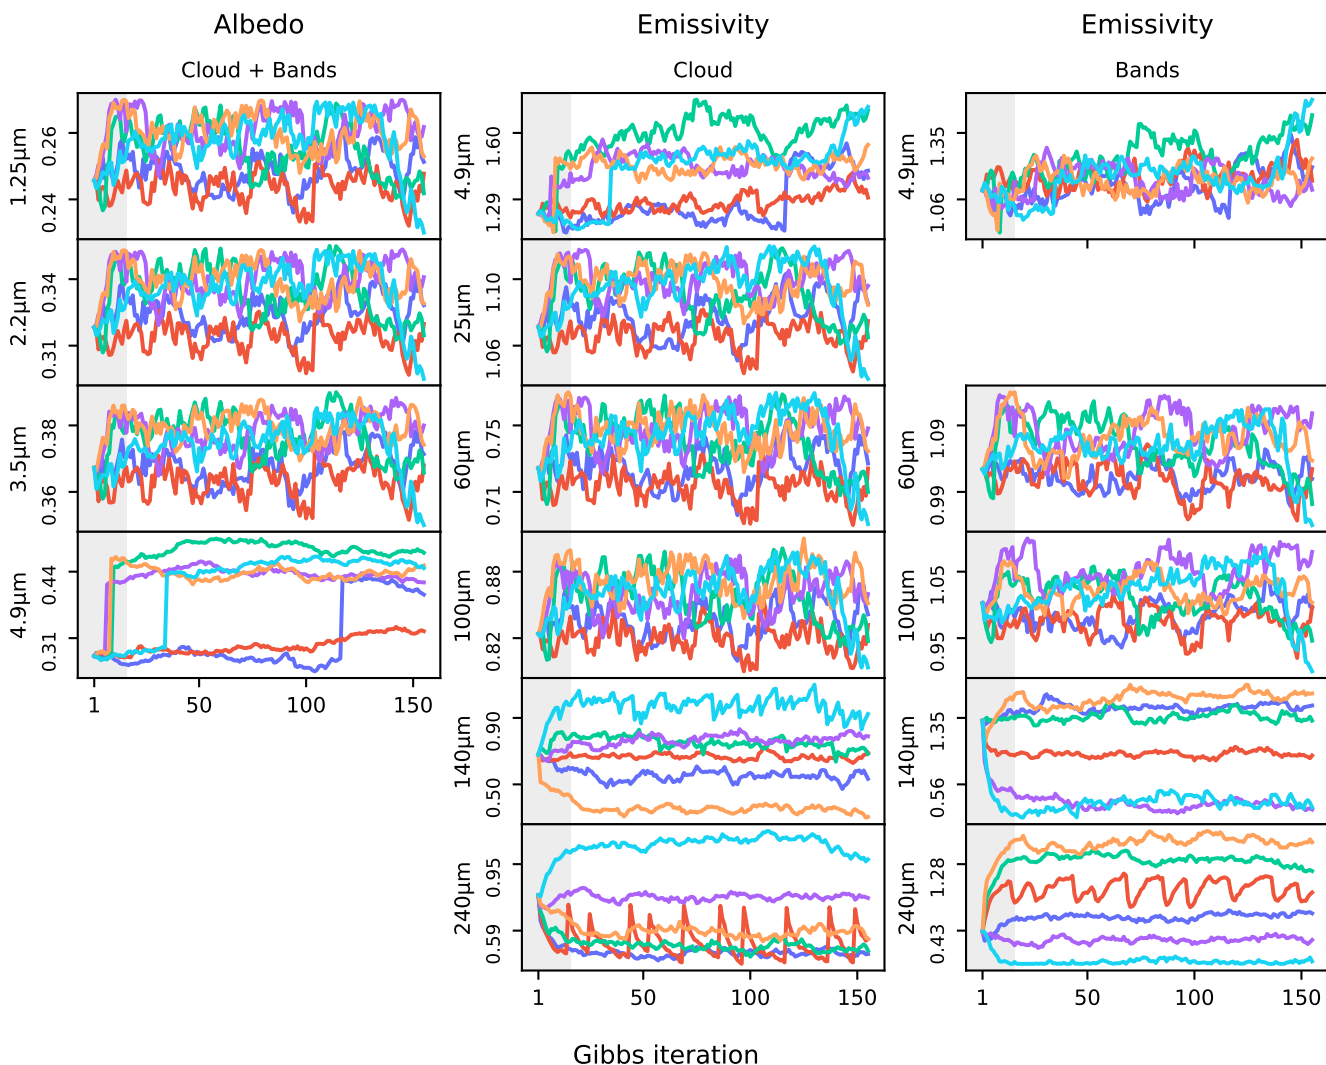 Albedo
Emissivity
Emissivity
Cloud + Bands
Cloud
Bands
1.25μm
0.26
0.24
4.9μm
1.60
1.29
4.9μm
1.35
1.06
2.2μm
0.34
0.31
25μm
1.10
1.06
3.5μm
0.38
0.36
60μm
0.75
0.71
60μm
1.09
0.99
4.9μm
0.44
0.31
100μm
0.88
0.82
100μm
1.05
0.95
1 50 100 150
140μm
0.90
0.50
140μm
1.35
0.56
240μm
0.95
0.59
240μm
1.28
0.43
1 50 100 150
1 50 100 150
Gibbs iteration